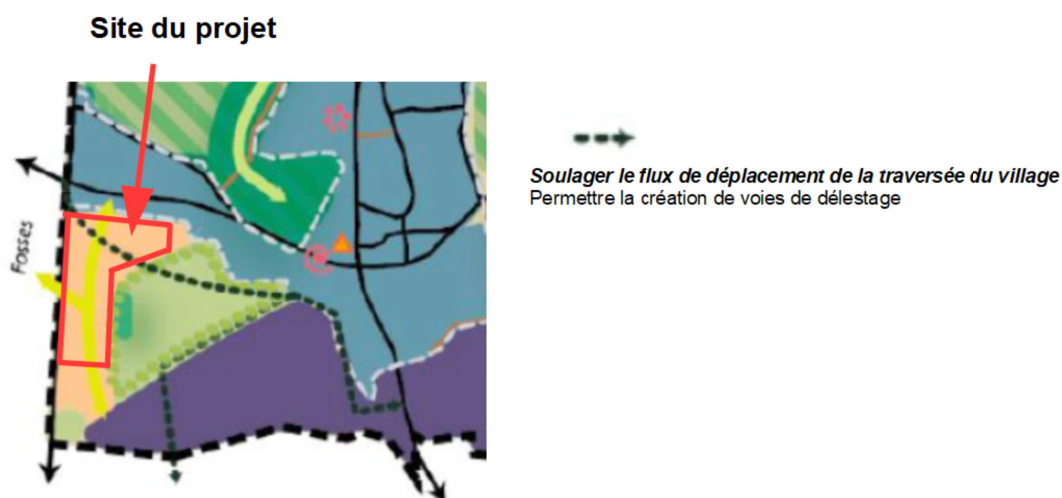 Site du projet
Fosses
Soulager le flux de déplacement de la traversée du village
Permettre la création de voies de délestage